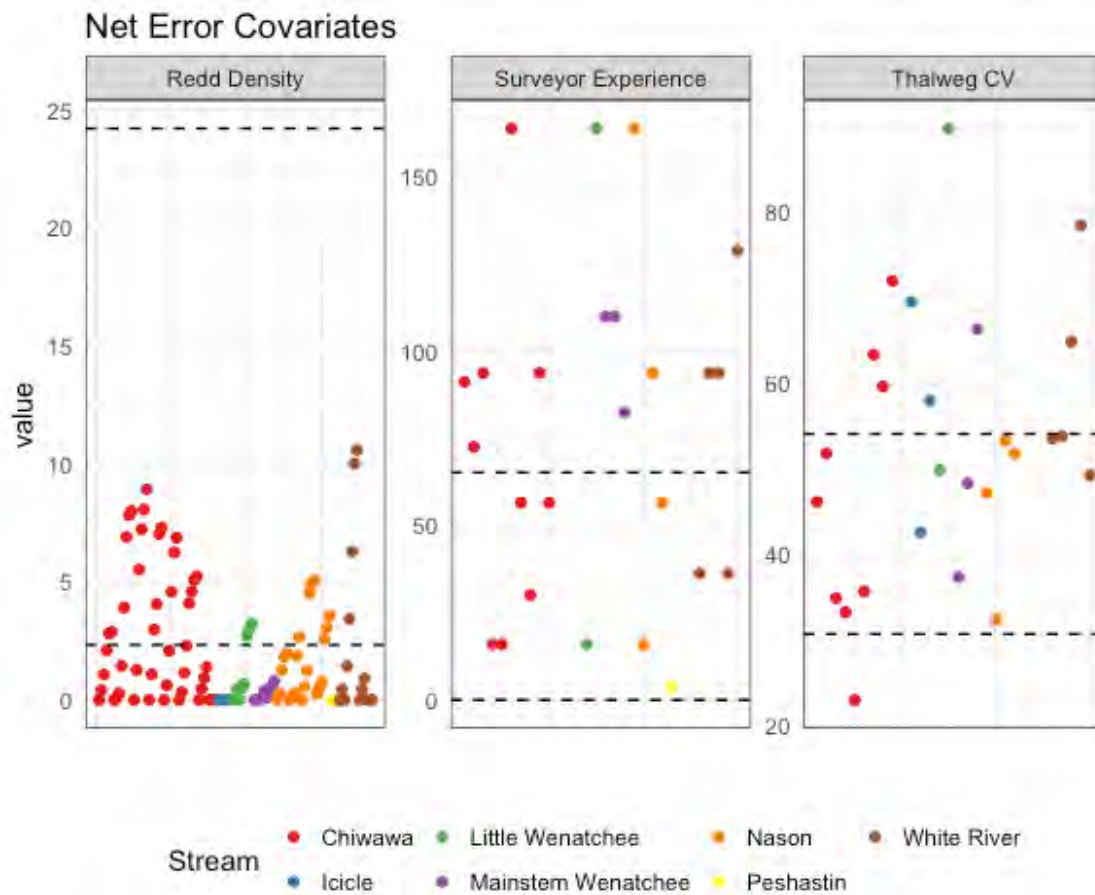 Net Error Covariates
Redd Density
Surveyor Experience
Thalweg CV
value
25
20
15
10
5
0
150
100
50
0
80
60
40
20
Stream
Chiwawa
Little Wenatchee
Nason
White River
Icicle
Mainstem Wenatchee
Peshastin